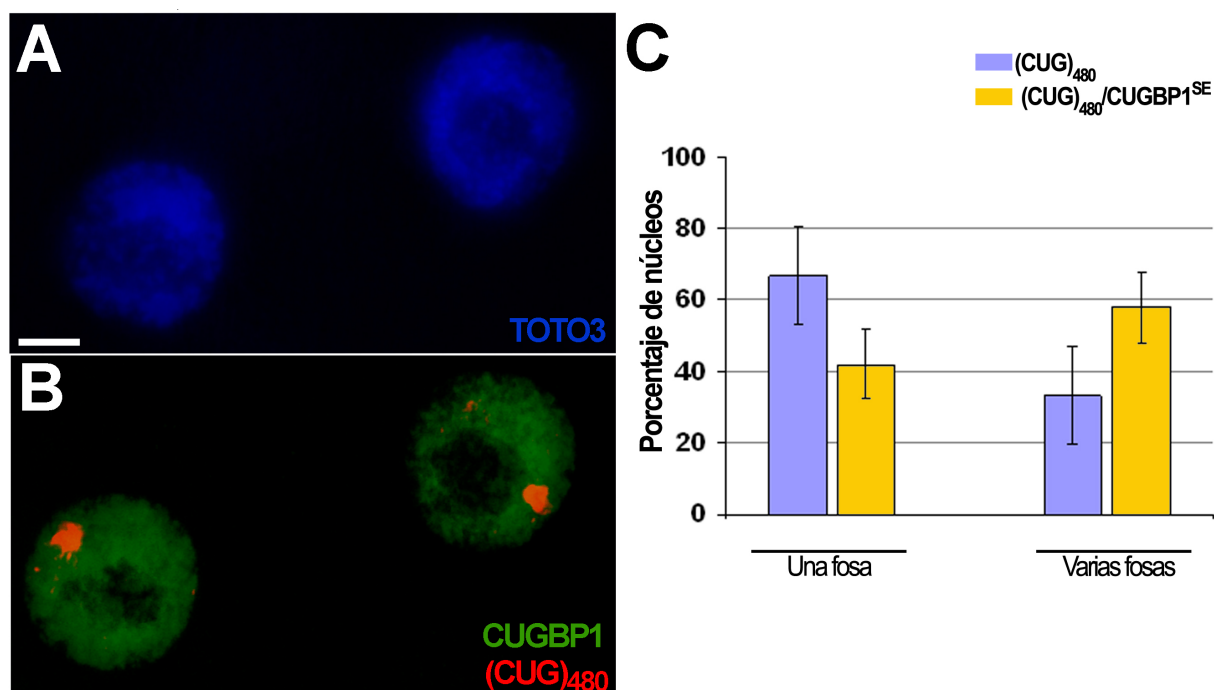 A
TOTO3
B
CUGBP1
(CUG)480
C
(CUG)480
(CUG)480/CUGBP1SE
Porcentaje de núcleos
100
80
60
40
20
0
Una fosa
Varias fosas